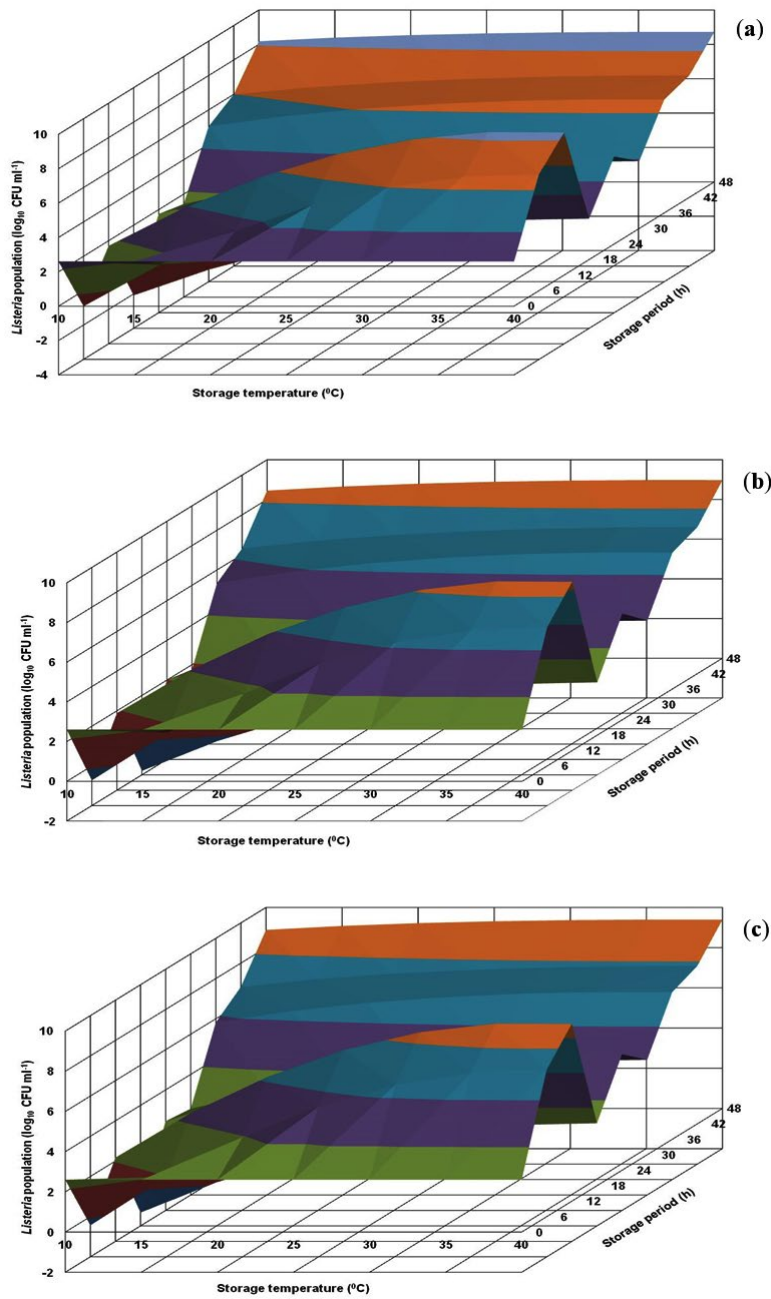 (a)
10
8
6
4
2
0
-2
-4
Listeria population (log10 CFU ml-1)
10 15 20 25 30 35 40
Storage temperature (⁰C)
0 6 12 18 24 30 36 42 48
Storage period (h)
(b)
10
8
6
4
2
0
-2
Listeria population (log10 CFU ml-1)
10 15 20 25 30 35 40
Storage temperature (⁰C)
0 6 12 18 24 30 36 42 48
Storage period (h)
(c)
10
8
6
4
2
0
-2
Listeria population (log10 CFU ml-1)
10 15 20 25 30 35 40
Storage temperature (⁰C)
0 6 12 18 24 30 36 42 48
Storage period (h)